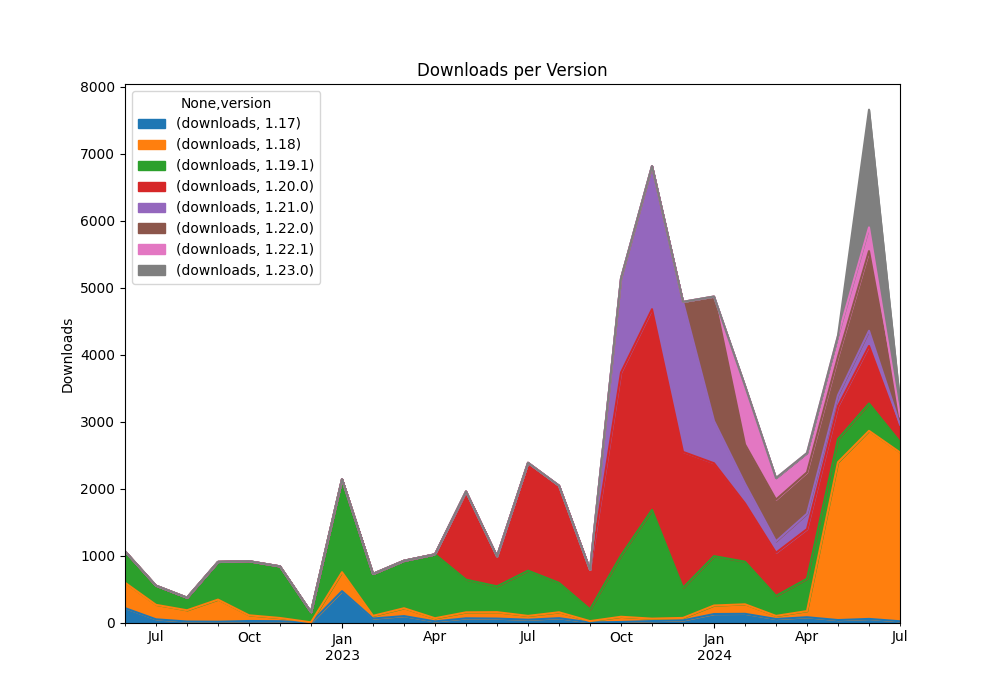 Downloads per Version
None,version
(downloads, 1.17)
(downloads, 1.18)
(downloads, 1.19.1)
(downloads, 1.20.0)
(downloads, 1.21.0)
(downloads, 1.22.0)
(downloads, 1.22.1)
(downloads, 1.23.0)
Downloads
8000
7000
6000
5000
4000
3000
2000
1000
0
Jul Oct Jan Apr Jul Oct Jan Apr Jul
2023 2024